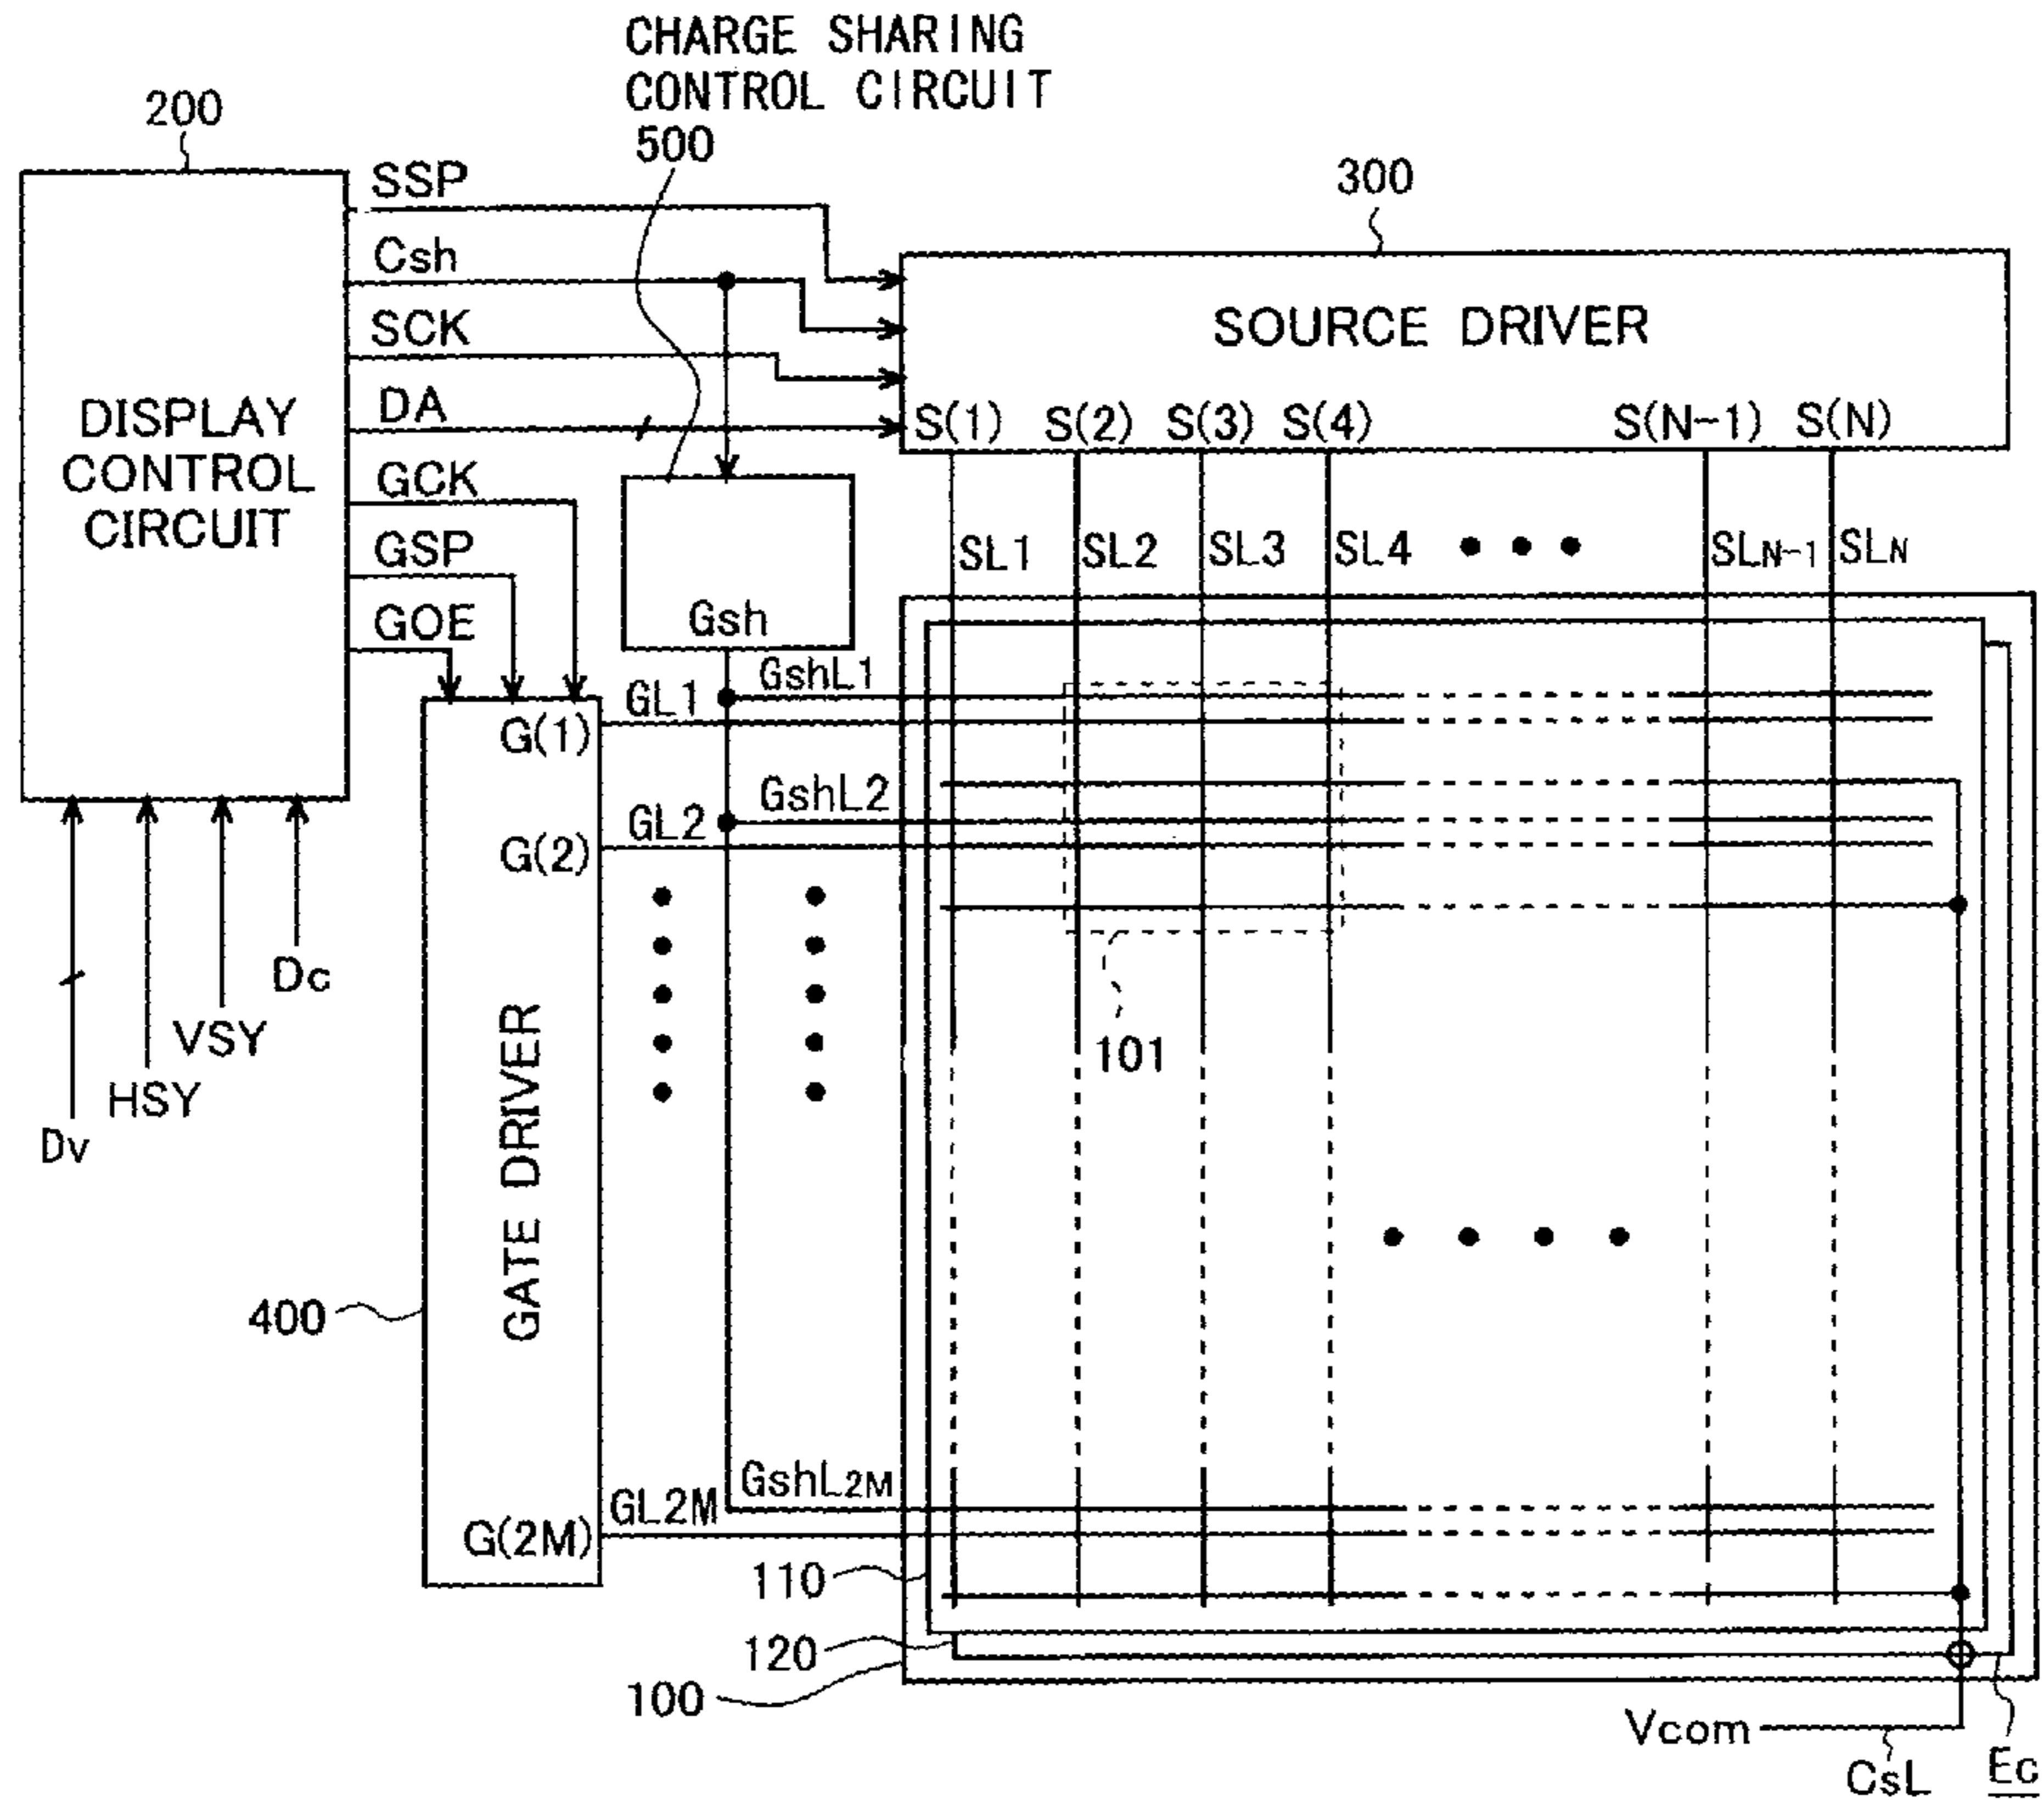 CHARGE SHARING
CONTROL CIRCUIT
500
200
300
SSP
Csh
SCK
DA
GCK
GSP
GOE
DISPLAY
CONTROL
CIRCUIT
SOURCE DRIVER
S(1) S(2) S(3) S(4) S(N-1) S(N)
SL1 SL2 SL3 SL4 SLN-1 SLN
Gsh
GshL1
GL1
G(1)
GshL2
GL2
G(2)
Dc
VSY
HSY
Dv
101
GATE DRIVER
400
GshL2M
GL2M
G(2M)
110
120
100
Vcom
CsL
Ec